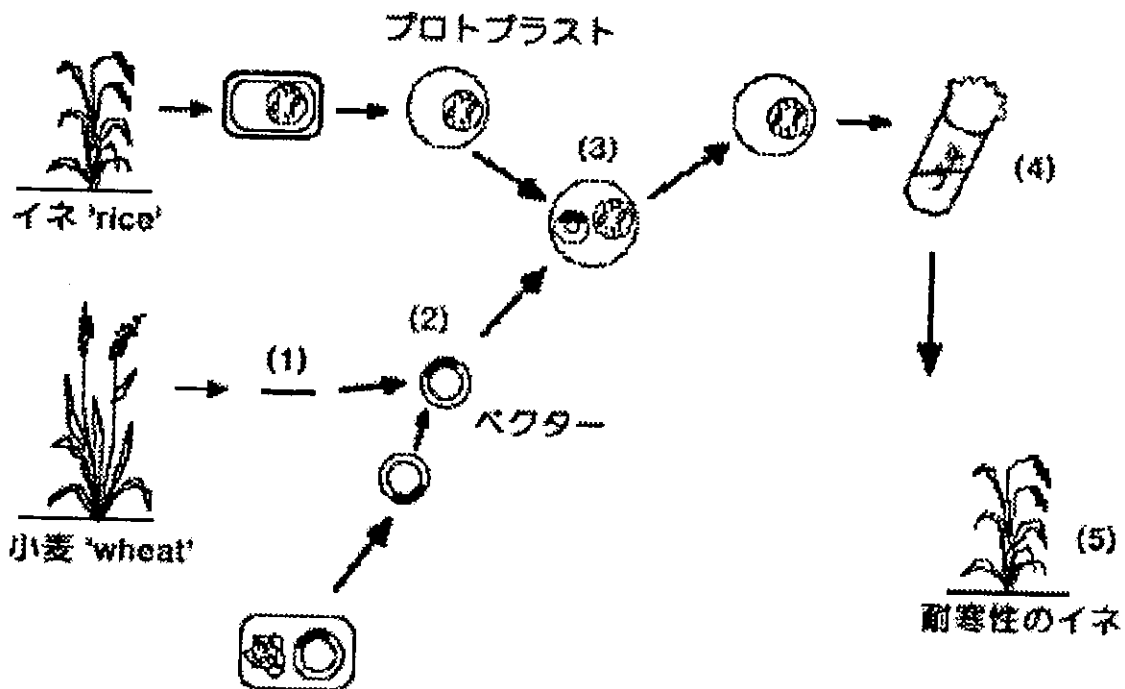 プロトプラスト
イネ 'rice'
(3)
(4)
(2)
(1)
ベクター
小麦 'wheat'
(5)
耐寒性のイネ